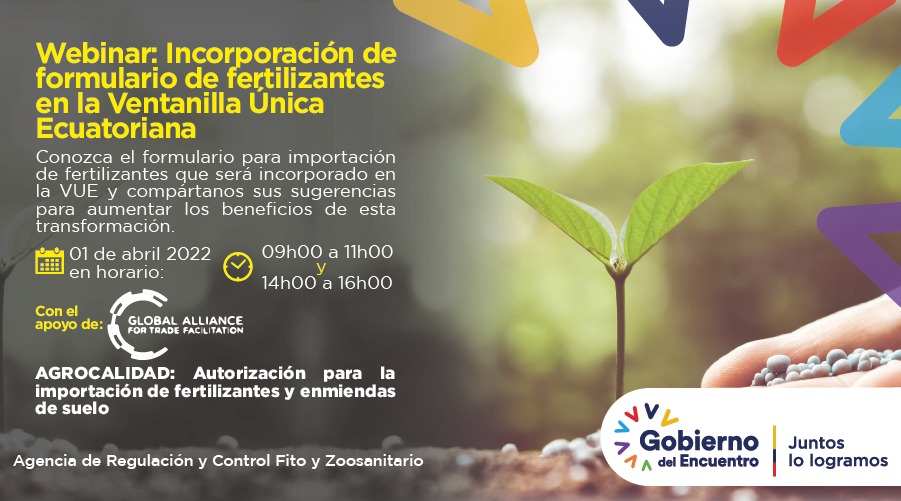 Webinar: Incorporación de
formulario de fertilizantes
en la Ventanilla Única
Ecuatoriana
Conozca el formulario para importación
de fertilizantes que será incorporado en
la VUE y compártanos sus sugerencias
para aumentar los beneficios de esta
transformación.
01 de abril 2022
en horario:
09h00 a 11h00
y
14h00 a 16h00
Con el
apoyo de:
GLOBAL ALLIANCE
FOR TRADE FACILITATION
AGROCALIDAD: Autorización para la
importación de fertilizantes y enmiendas
de suelo
Agencia de Regulación y Control Fito y Zoosanitario
Gobierno
del Encuentro
Juntos
lo logramos